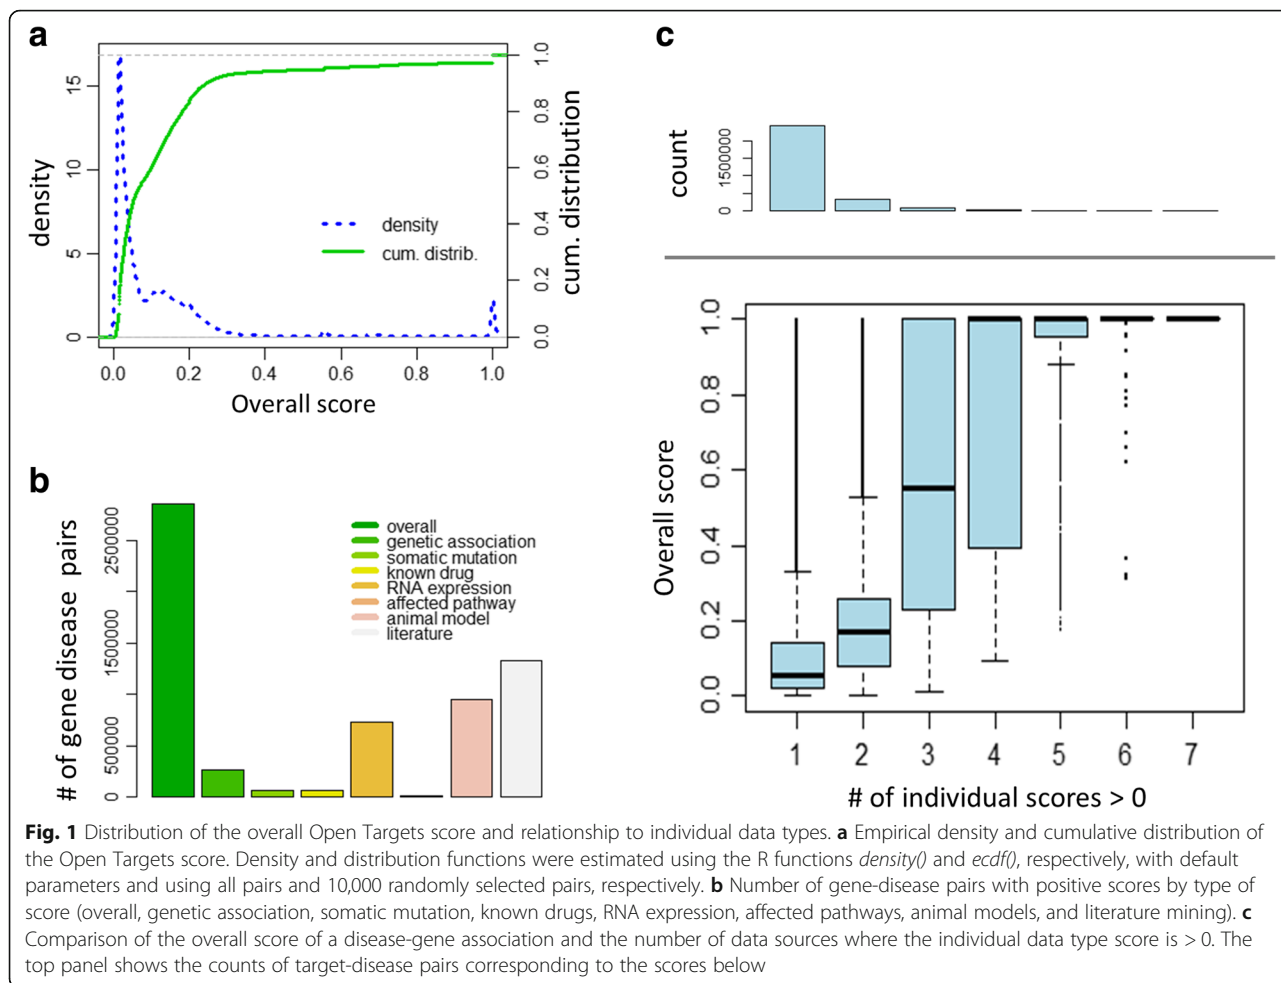 a
density
15
10
5
0
1.0
0.8
0.6
0.4
0.2
0.0
cum. distribution
density
cum. distrib.
0.0 0.2 0.4 0.6 0.8 1.0
Overall score
b
# of gene disease pairs
2500000
1500000
500000
0
overall
genetic association
somatic mutation
known drug
RNA expression
affected pathway
animal model
literature
c
count
1500000
0
Overall score
1.0
0.8
0.6
0.4
0.2
0.0
1 2 3 4 5 6 7
# of individual scores > 0
Fig. 1 Distribution of the overall Open Targets score and relationship to individual data types. a Empirical density and cumulative distribution of
the Open Targets score. Density and distribution functions were estimated using the R functions density() and ecdf(), respectively, with default
parameters and using all pairs and 10,000 randomly selected pairs, respectively. b Number of gene-disease pairs with positive scores by type of
score (overall, genetic association, somatic mutation, known drugs, RNA expression, affected pathways, animal models, and literature mining). c
Comparison of the overall score of a disease-gene association and the number of data sources where the individual data type score is > 0. The
top panel shows the counts of target-disease pairs corresponding to the scores below